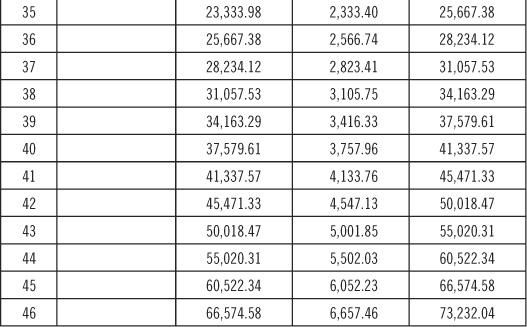 35 23,333.98 2,333.40 25,667.38
36 25,667.38 2,566.74 28,234.12
37 28,234.12 2,823.41 31,057.53
38 31,057.53 3,105.75 34,163.29
39 34,163.29 3,416.33 37,579.61
40 37,579.61 3,757.96 41,337.57
41 41,337.57 4,133.76 45,471.33
42 45,471.33 4,547.13 50,018.47
43 50,018.47 5,001.85 55,020.31
44 55,020.31 5,502.03 60,522.34
45 60,522.34 6,052.23 66,574.58
46 66,574.58 6,657.46 73,232.04